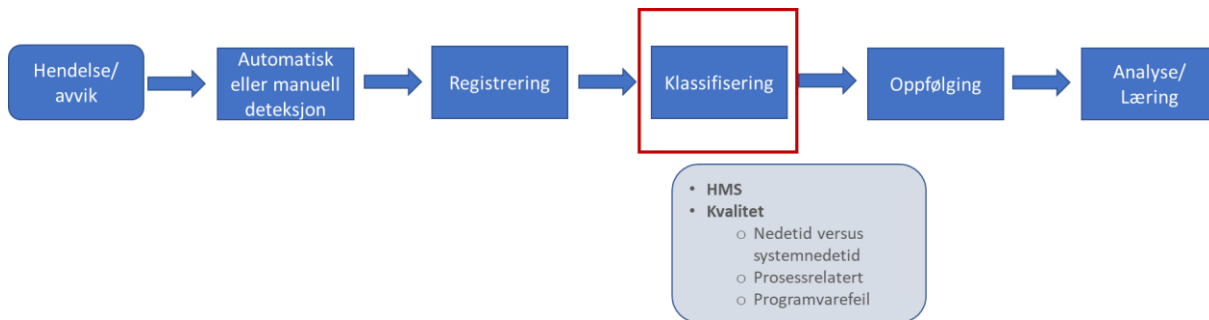 Hendelse/
avvik
Automatisk
eller manuell
deteksjon
Registrering
Klassifisering
Oppfølging
Analyse/
Læring
• HMS
• Kvalitet
o Nedetid versus
systemnedetid
o Prosessrelatert
o Programvarefeil